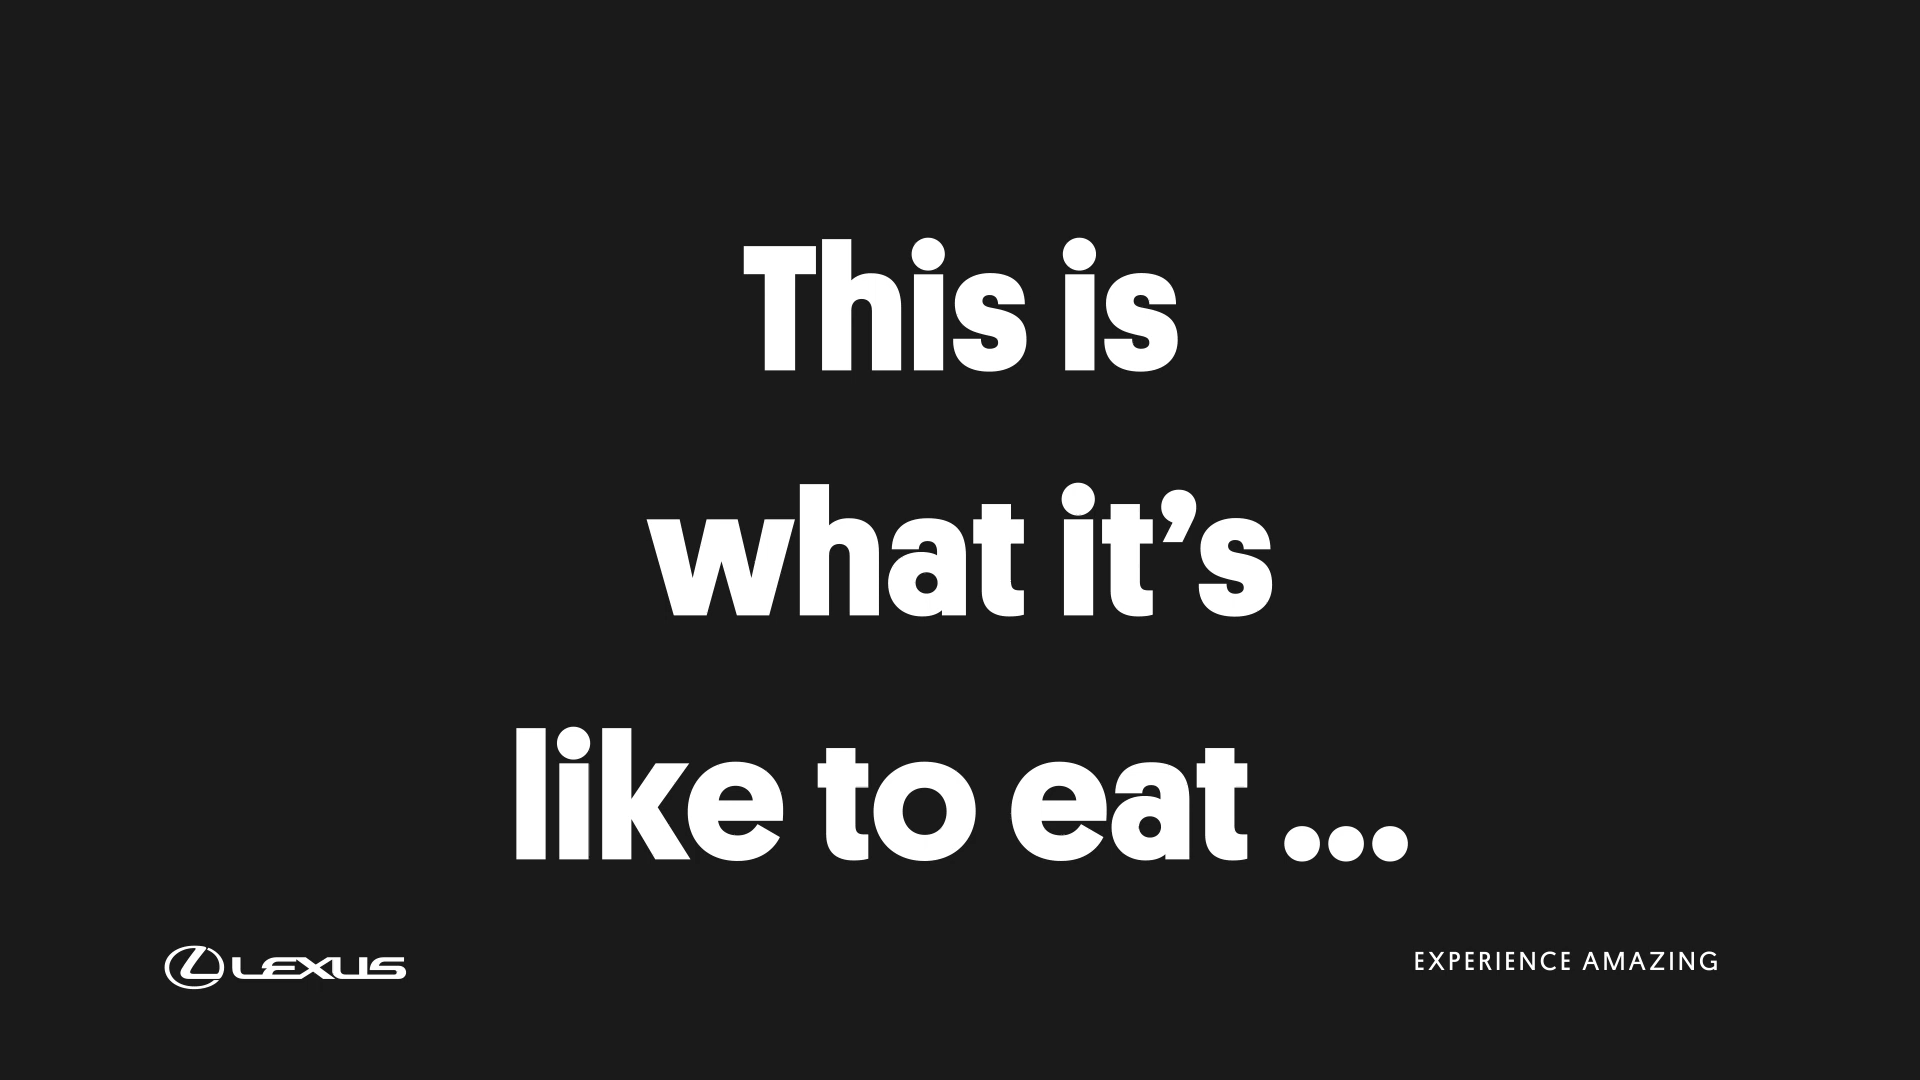 This is
what it’s
like to eat ...
LEXUS
EXPERIENCE AMAZING